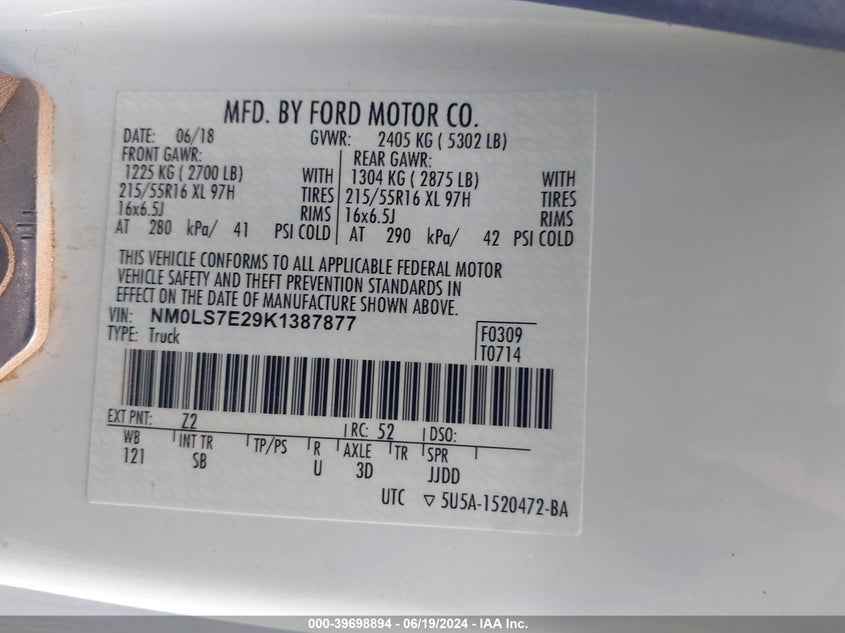 MFD. BY FORD MOTOR CO.
DATE: 06/18 GVWR: 2405 KG ( 5302 LB)
FRONT GAWR: REAR GAWR:
1225 KG ( 2700 LB) WITH 1304 KG ( 2875 LB) WITH
215/55R16 XL 97H TIRES 215/55R16 XL 97H TIRES
16x6.5J RIMS 16x6.5J RIMS
AT 280 kPa/ 41 PSI COLD AT 290 kPa/ 42 PSI COLD
THIS VEHICLE CONFORMS TO ALL APPLICABLE FEDERAL MOTOR
VEHICLE SAFETY AND THEFT PREVENTION STANDARDS IN
EFFECT ON THE DATE OF MANUFACTURE SHOWN ABOVE.
VIN: NM0LS7E29K1387877
TYPE: Truck
F0309
T0714
EXT PNT: Z2 RC: 52 DSO:
WB INT TR TP/PS R AXLE TR SPR
121 SB U 3D JJDD
UTC ▽ 5U5A-1520472-BA
000-39698894 / 06/19/2024 - IAA Inc.